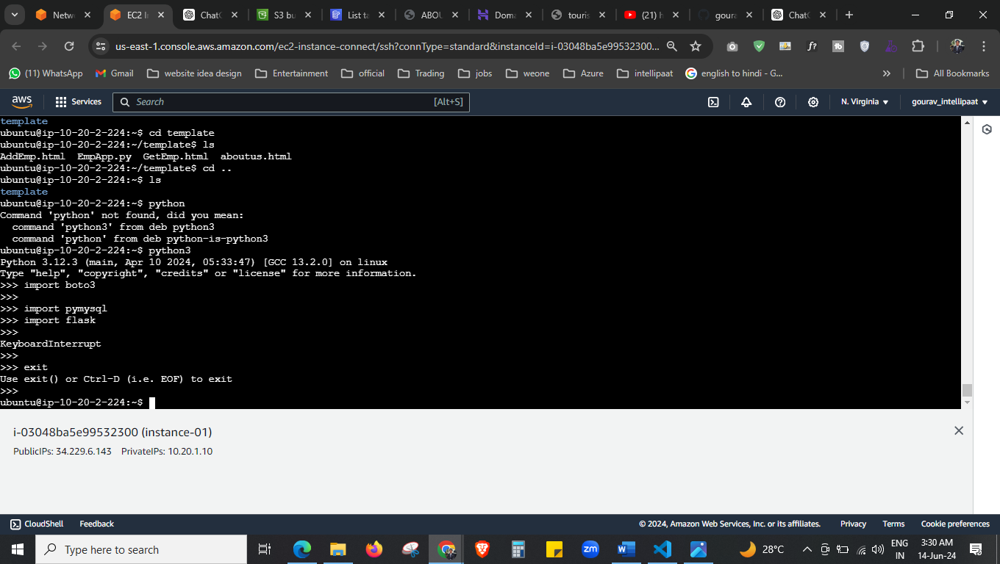 Netwo
EC2 In
ChatG
S3 bu
List ta
ABOU
Doma
touris
(21) h
goura
ChatG
us-east-1.console.aws.amazon.com/ec2-instance-connect/ssh?connType=standard&instanceId=i-03048ba5e99532300...
(11) WhatsApp
Gmail
website idea design
Entertainment
official
Trading
jobs
weone
Azure
intellipaat
english to hindi - G...
All Bookmarks
aws
Services
Search
[Alt+S]
N. Virginia
gourav_intellipaat
template
ubuntu@ip-10-20-2-224:~$ cd template
ubuntu@ip-10-20-2-224:~/template$ ls
AddEmp.html  EmpApp.py  GetEmp.html  aboutus.html
ubuntu@ip-10-20-2-224:~/template$ cd ..
ubuntu@ip-10-20-2-224:~$ ls
template
ubuntu@ip-10-20-2-224:~$ python
Command 'python' not found, did you mean:
  command 'python3' from deb python3
  command 'python' from deb python-is-python3
ubuntu@ip-10-20-2-224:~$ python3
Python 3.12.3 (main, Apr 10 2024, 05:33:47) [GCC 13.2.0] on linux
Type "help", "copyright", "credits" or "license" for more information.
>>> import boto3
>>>
>>> import pymysql
>>> import flask
>>>
KeyboardInterrupt
>>>
>>> exit
Use exit() or Ctrl-D (i.e. EOF) to exit
>>>
ubuntu@ip-10-20-2-224:~$
i-03048ba5e99532300 (instance-01)
PublicIPs: 34.229.6.143 PrivateIPs: 10.20.1.10
CloudShell
Feedback
© 2024, Amazon Web Services, Inc. or its affiliates.
Privacy
Terms
Cookie preferences
Type here to search
zm
28°C
ENG
IN
3:30 AM
14-Jun-24